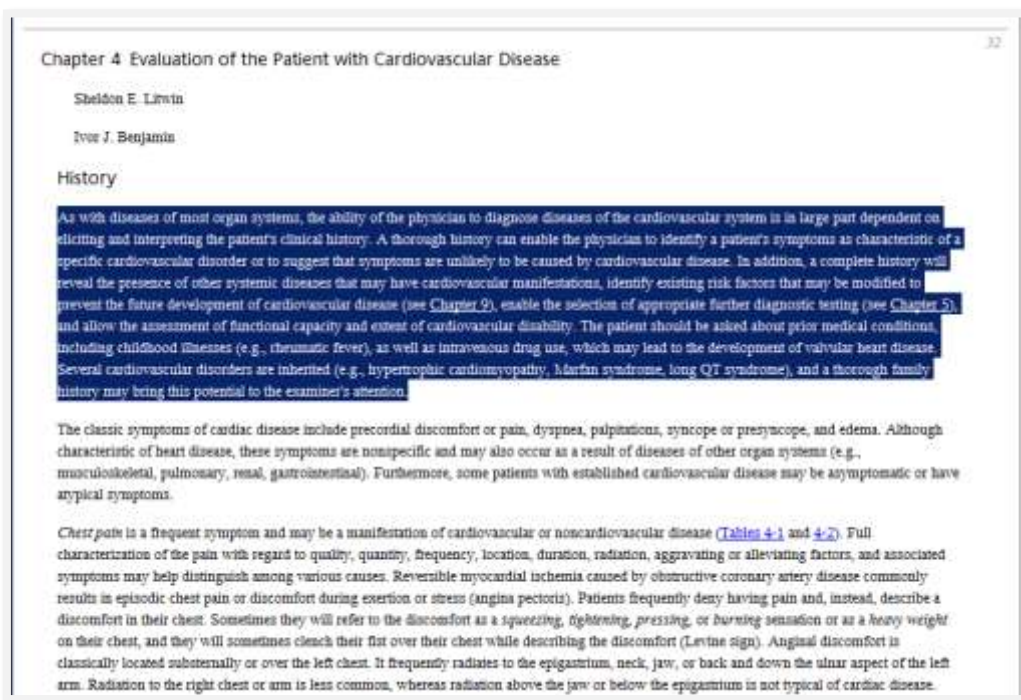 32
Chapter 4 Evaluation of the Patient with Cardiovascular Disease
Sheldon E. Litwin
Ivor J. Benjamin
History
As with diseases of most organ systems, the ability of the physician to diagnose diseases of the cardiovascular system is in large part dependent on
eliciting and interpreting the patient's clinical history. A thorough history can enable the physician to identify a patient's symptoms as characteristic of a
specific cardiovascular disorder or to suggest that symptoms are unlikely to be caused by cardiovascular disease. In addition, a complete history will
reveal the presence of other systemic diseases that may have cardiovascular manifestations, identify existing risk factors that may be modified to
prevent the future development of cardiovascular disease (see Chapter 9), enable the selection of appropriate further diagnostic testing (see Chapter 5),
and allow the assessment of functional capacity and extent of cardiovascular disability. The patient should be asked about prior medical conditions,
including childhood illnesses (e.g., rheumatic fever), as well as intravenous drug use, which may lead to the development of valvular heart disease.
Several cardiovascular disorders are inherited (e.g., hypertrophic cardiomyopathy, Marfan syndrome, long QT syndrome), and a thorough family
history may bring this potential to the examiner's attention.
The classic symptoms of cardiac disease include precordial discomfort or pain, dyspnea, palpitations, syncope or presyncope, and edema. Although
characteristic of heart disease, these symptoms are nonspecific and may also occur as a result of diseases of other organ systems (e.g.,
musculoskeletal, pulmonary, renal, gastrointestinal). Furthermore, some patients with established cardiovascular disease may be asymptomatic or have
atypical symptoms.
Chest pain is a frequent symptom and may be a manifestation of cardiovascular or noncardiovascular disease (Tables 4-1 and 4-2). Full
characterization of the pain with regard to quality, quantity, frequency, location, duration, radiation, aggravating or alleviating factors, and associated
symptoms may help distinguish among various causes. Reversible myocardial ischemia caused by obstructive coronary artery disease commonly
results in episodic chest pain or discomfort during exertion or stress (angina pectoris). Patients frequently deny having pain and, instead, describe a
discomfort in their chest. Sometimes they will refer to the discomfort as a squeezing, tightening, pressing, or burning sensation or as a heavy weight
on their chest, and they will sometimes clench their fist over their chest while describing the discomfort (Levine sign). Anginal discomfort is
classically located substernally or over the left chest. It frequently radiates to the epigastrium, neck, jaw, or back and down the ulnar aspect of the left
arm. Radiation to the right chest or arm is less common, whereas radiation above the jaw or below the epigastrium is not typical of cardiac disease.